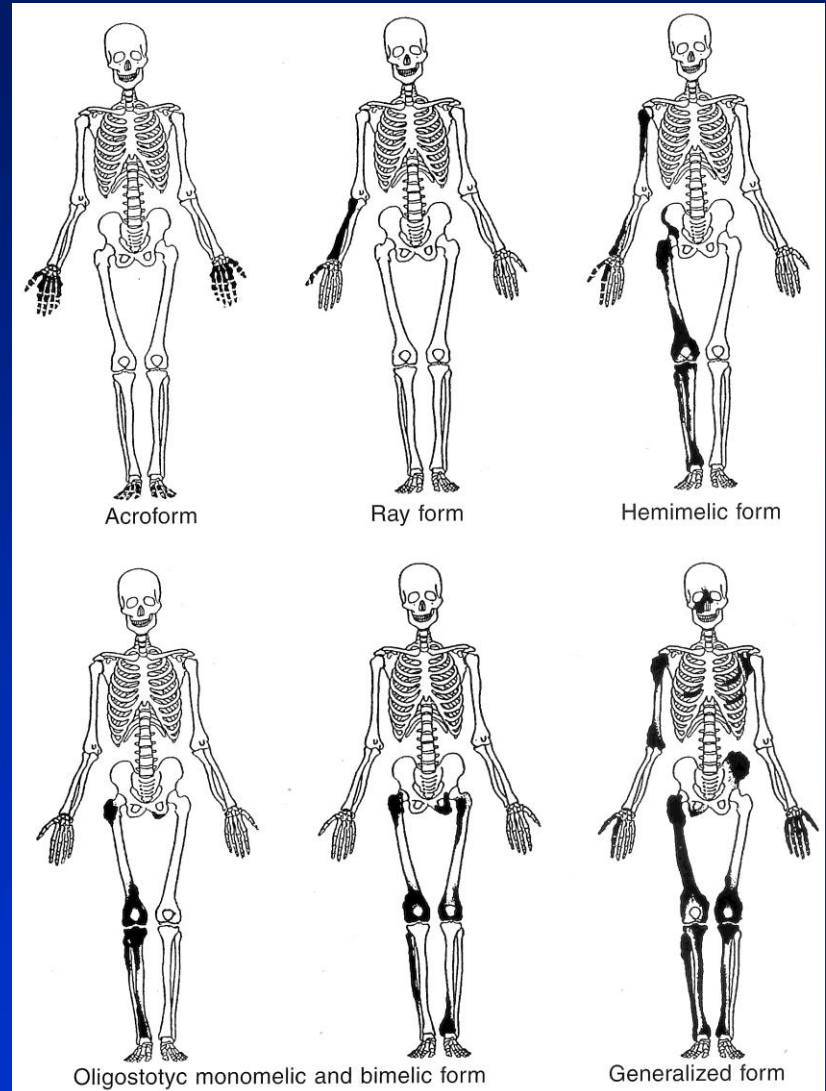 Acroform
Ray form
Hemimelic form
Oligostotyc monomelic and bimelic form
Generalized form